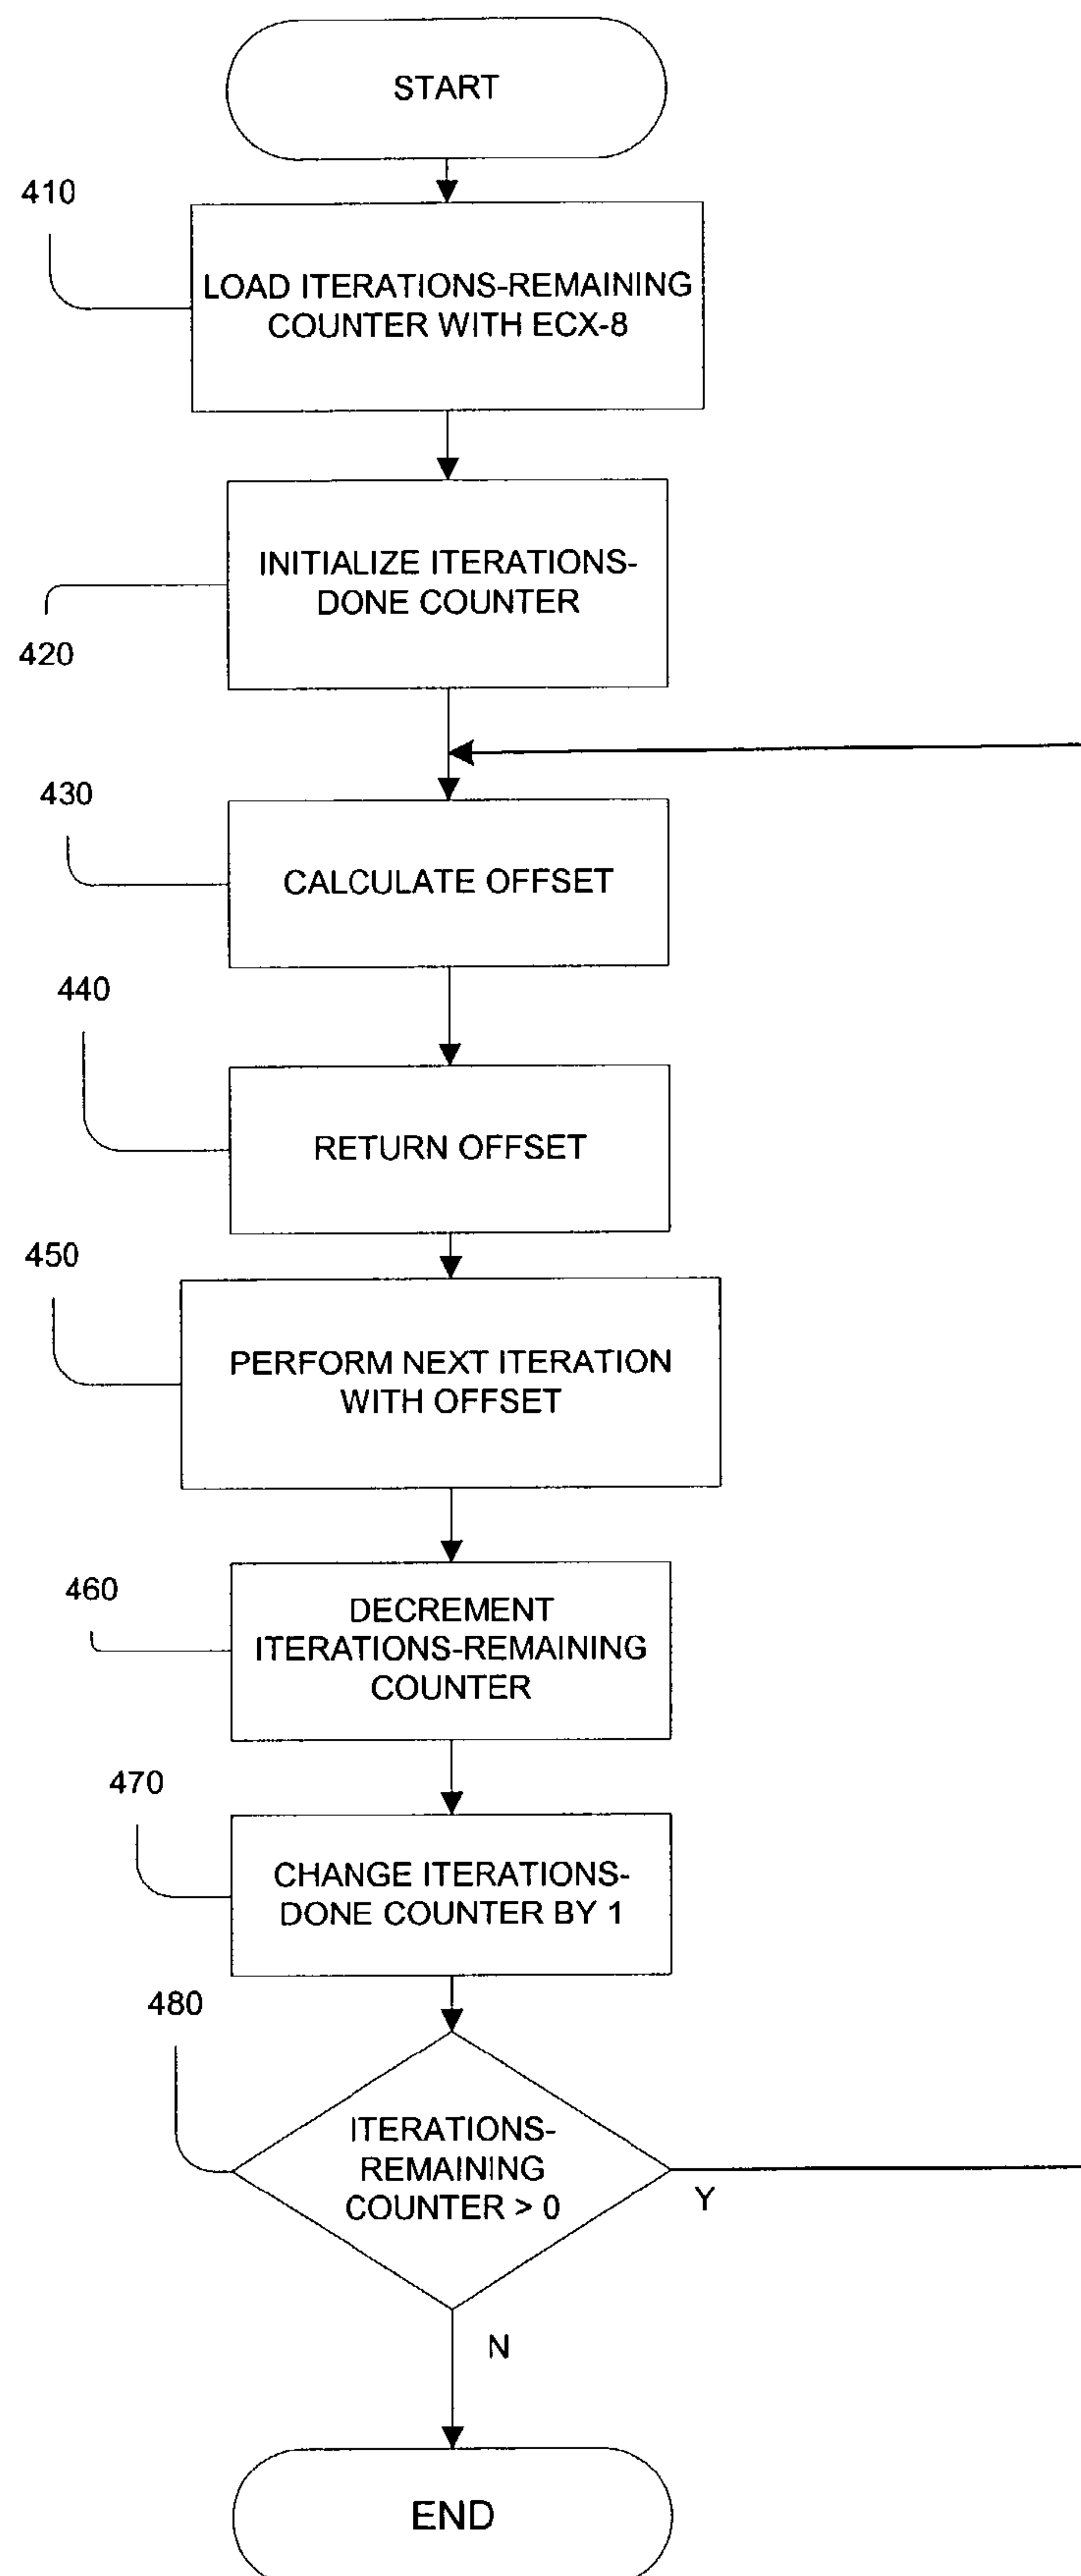 START
410
LOAD ITERATIONS-REMAINING
COUNTER WITH ECX-8
INITIALIZE ITERATIONS-
DONE COUNTER
420
430
CALCULATE OFFSET
440
RETURN OFFSET
450
PERFORM NEXT ITERATION
WITH OFFSET
460
DECREMENT
ITERATIONS-REMAINING
COUNTER
470
CHANGE ITERATIONS-
DONE COUNTER BY 1
480
ITERATIONS-
REMAINING
COUNTER > 0
Y
N
END